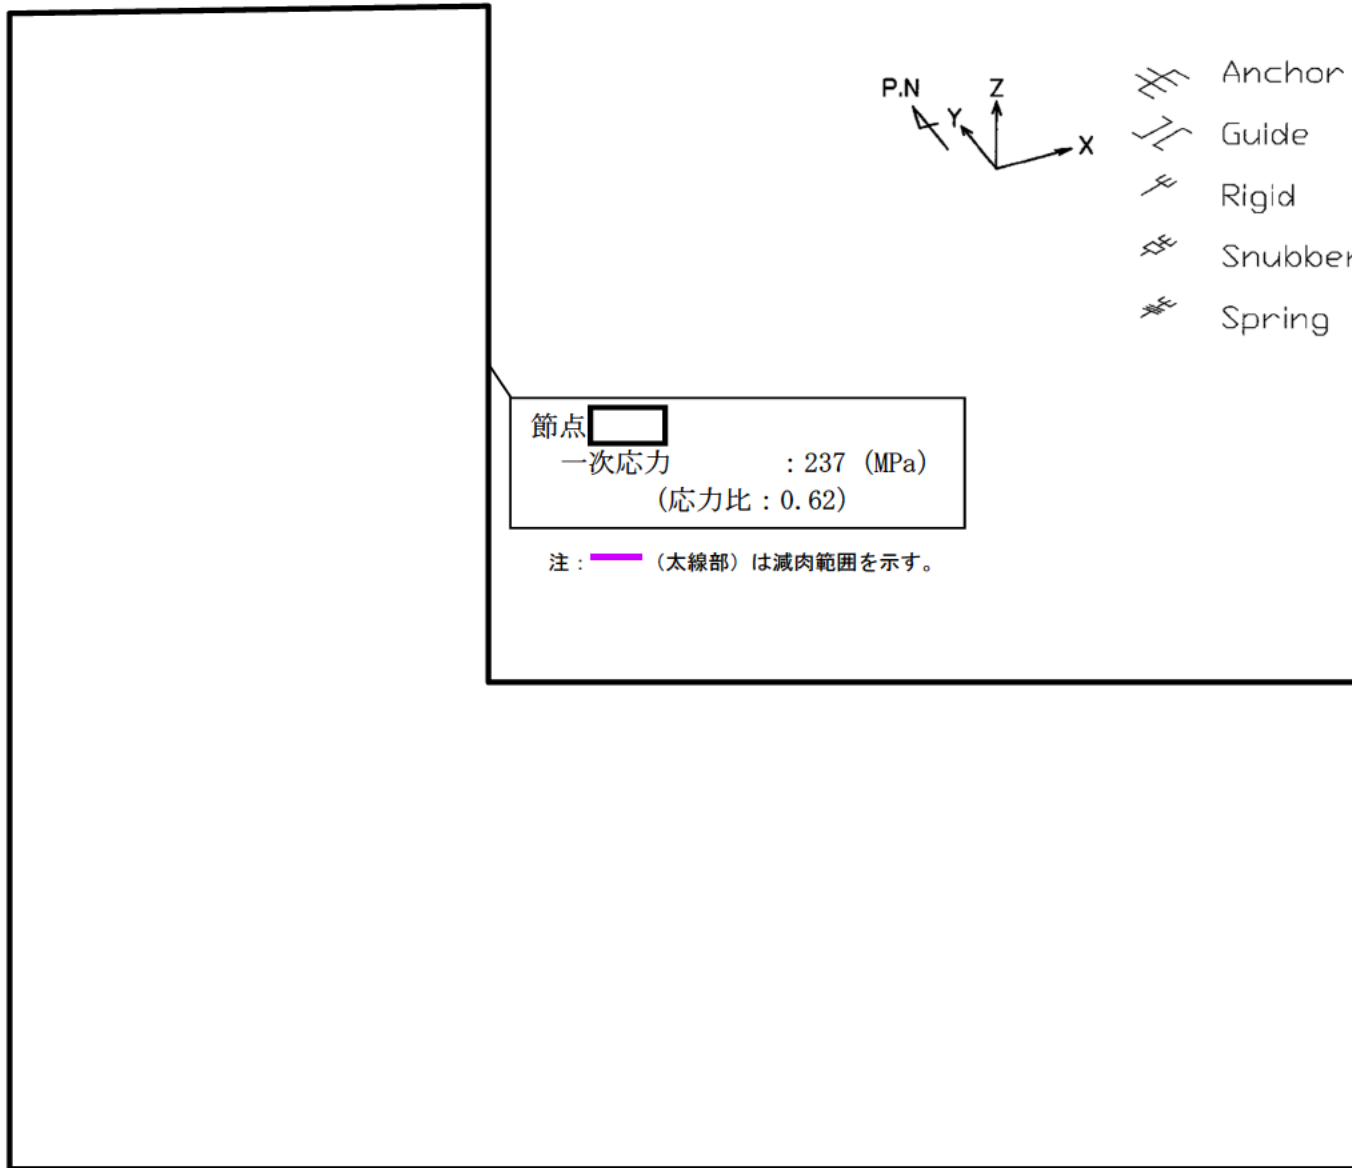 P.N
Z
Y
X
Anchor
Guide
Rigid
Snubber
Spring
節点
一次応力 : 237 (MPa)
(応力比 : 0.62)
注 : (太線部) は減肉範囲を示す。